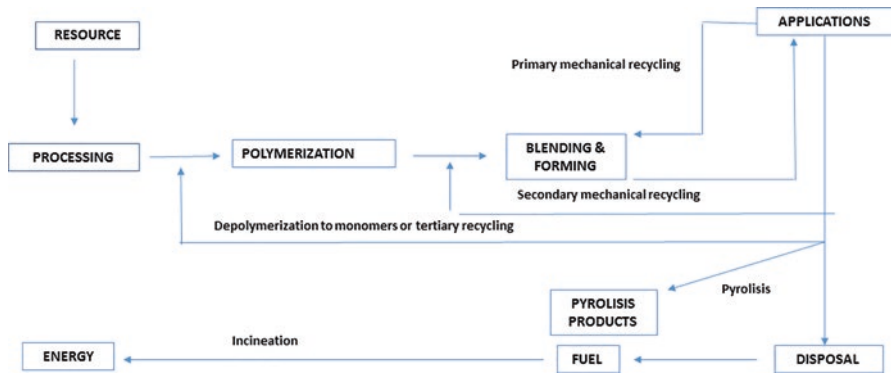 APPLICATIONS
RESOURCE
Primary mechanical recycling
PROCESSING
POLYMERIZATION
BLENDING &
FORMING
Secondary mechanical recycling
Depolymerization to monomers or tertiary recycling
Pyrolisis
PYROLISIS
PRODUCTS
Incineation
ENERGY
FUEL
DISPOSAL